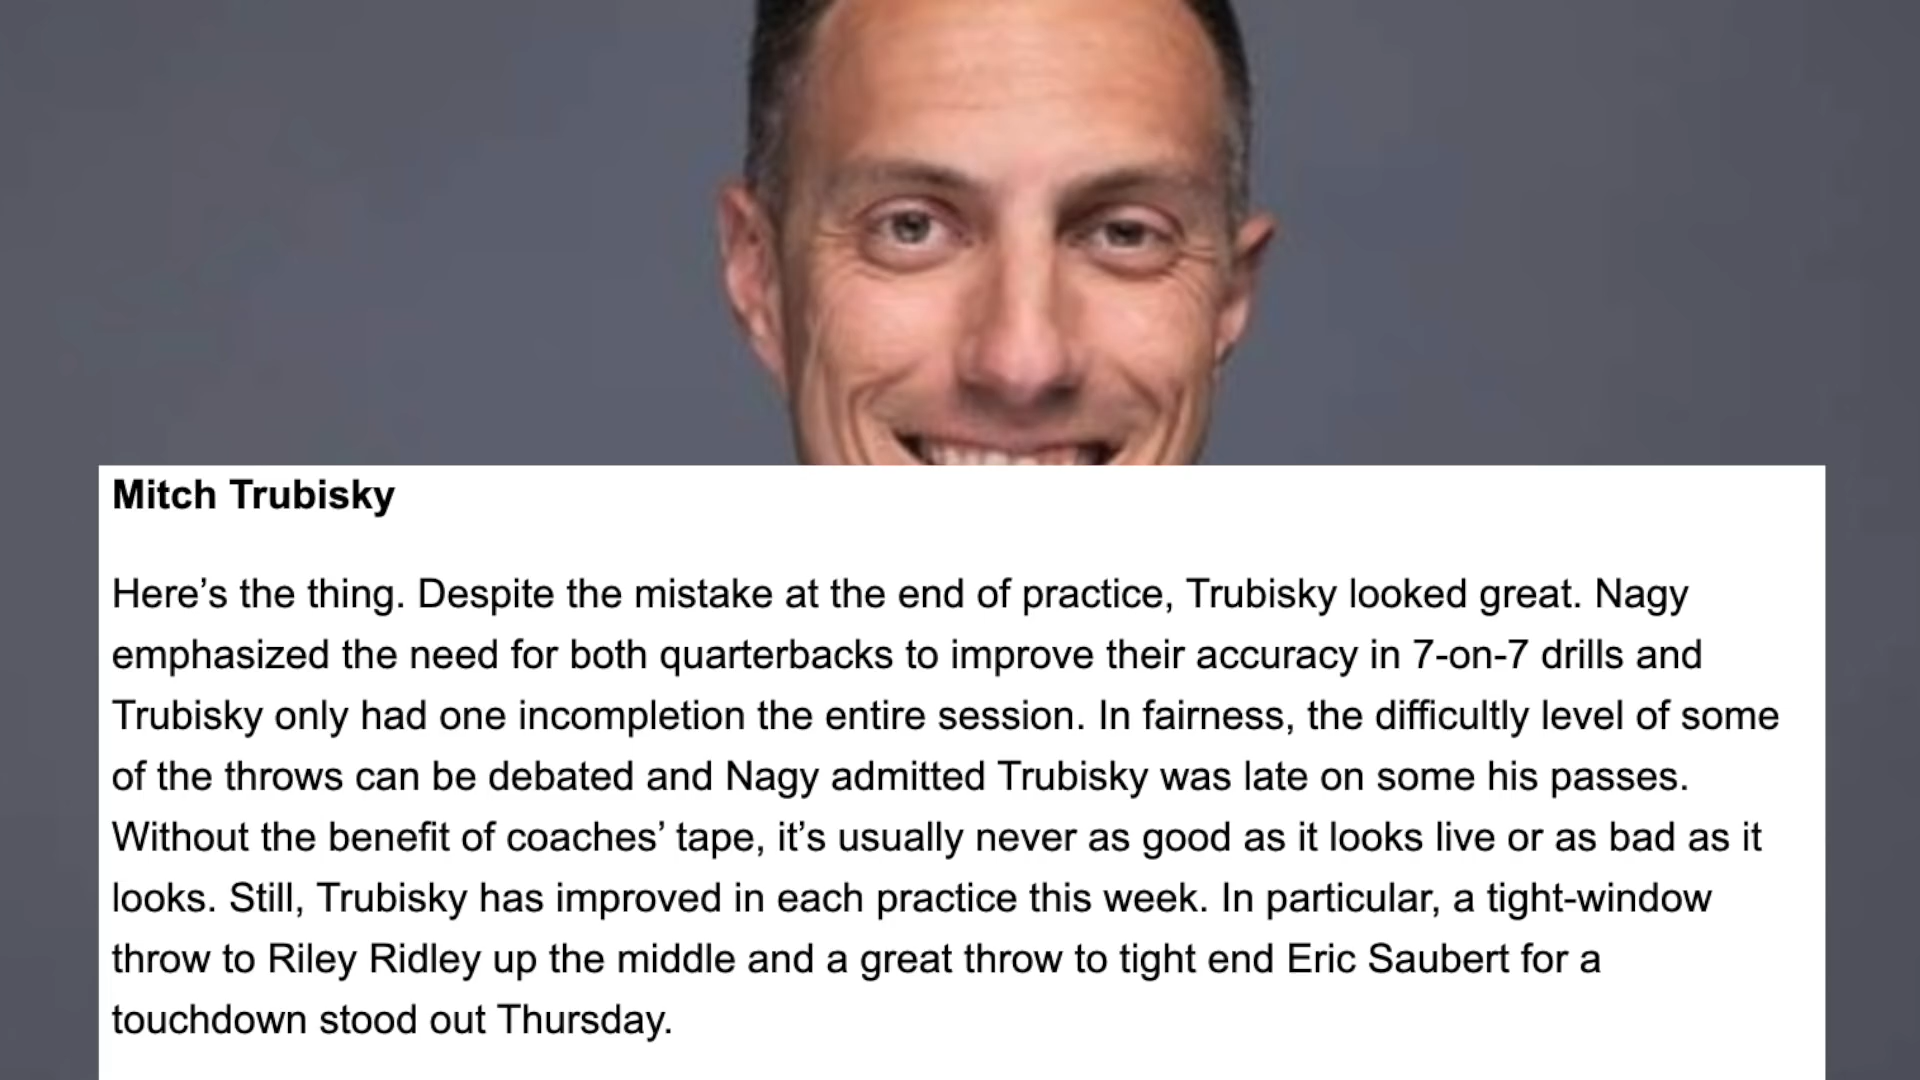 Mitch Trubisky
Here’s the thing. Despite the mistake at the end of practice, Trubisky looked great. Nagy
emphasized the need for both quarterbacks to improve their accuracy in 7-on-7 drills and
Trubisky only had one incompletion the entire session. In fairness, the difficultly level of some
of the throws can be debated and Nagy admitted Trubisky was late on some his passes.
Without the benefit of coaches’ tape, it’s usually never as good as it looks live or as bad as it
looks. Still, Trubisky has improved in each practice this week. In particular, a tight-window
throw to Riley Ridley up the middle and a great throw to tight end Eric Saubert for a
touchdown stood out Thursday.